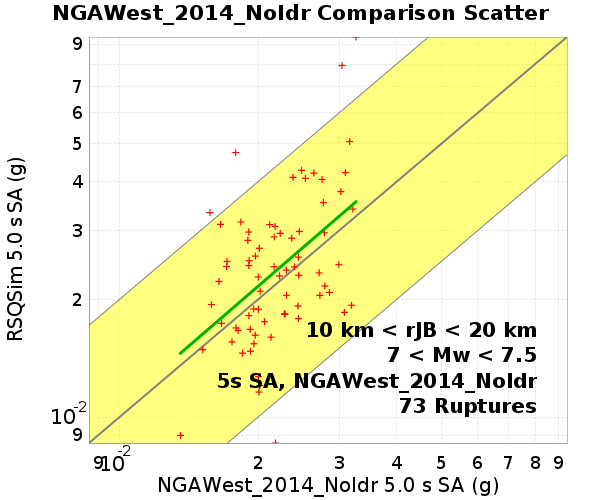 NGAWest_2014_NoIdr Comparison Scatter
9
7
6
5
4
3
2
10-2
9
RSQSim 5.0 s SA (g)
10 km < rJB < 20 km
7 < Mw < 7.5
5s SA, NGAWest_2014_NoIdr
73 Ruptures
9 10-2 2 3 4 5 6 7 8 9
NGAWest_2014_NoIdr 5.0 s SA (g)